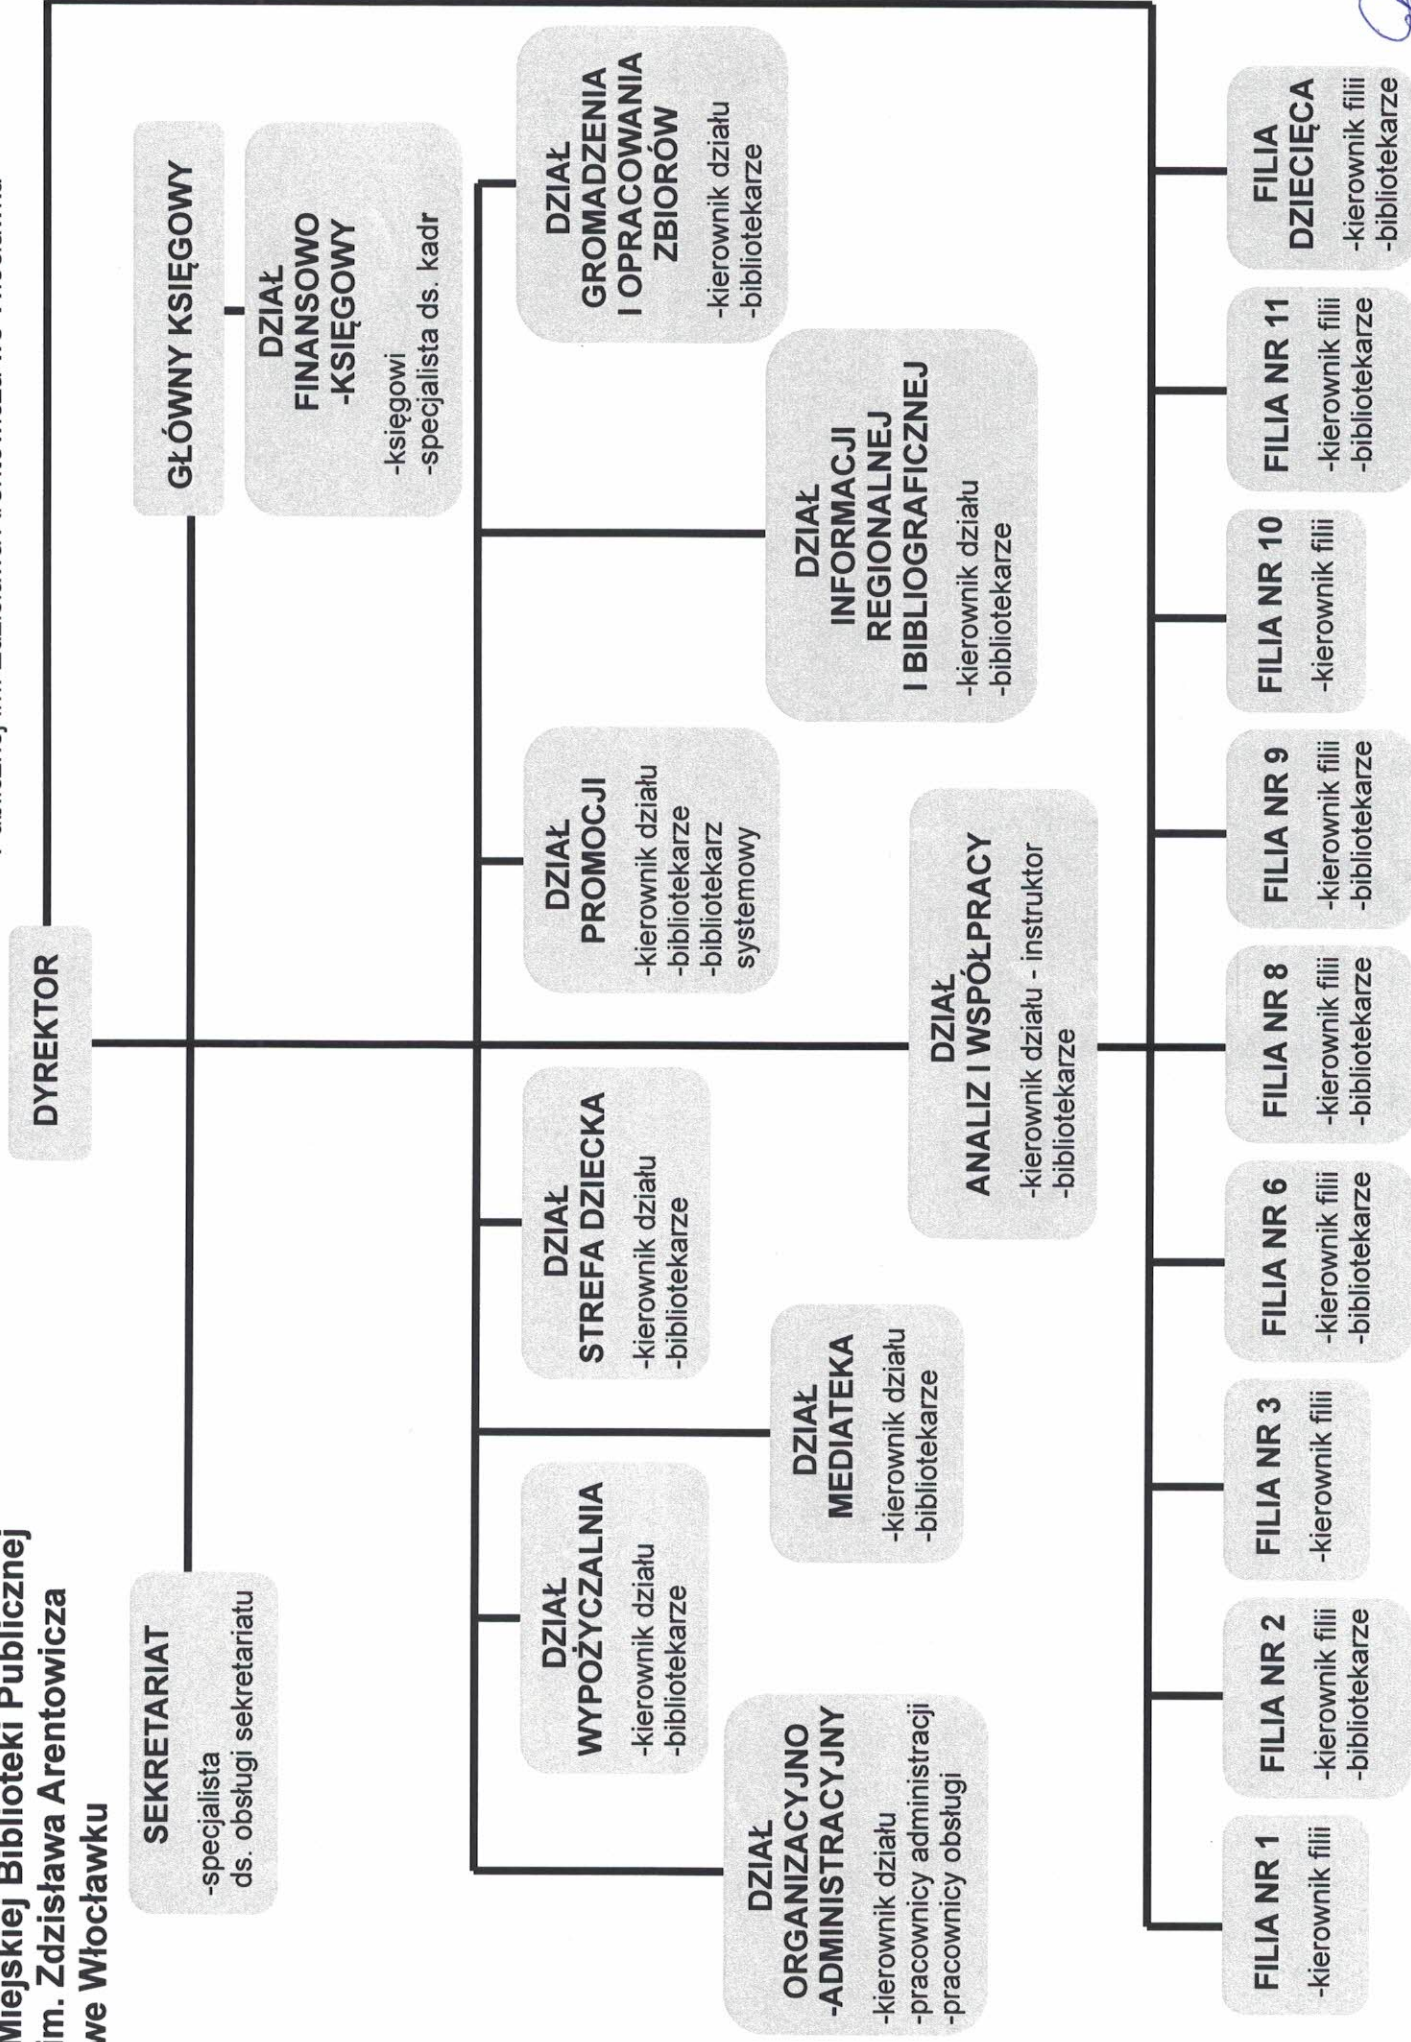 Miejskiej Biblioteki Publicznej
im. Zdzisława Arentowicza
we Włocławku
DYREKTOR
SEKRETARIAT
-specjalista
ds. obsługi sekretariatu
GŁÓWNY KSIĘGOWY
DZIAŁ
FINANSOWO
-KSIĘGOWY
-księgowi
-specjalista ds. kadr
DZIAŁ
ORGANIZACYJNO
-ADMINISTRACYJNY
-kierownik działu
-pracownicy administracji
-pracownicy obsługi
DZIAŁ
WYPOŻYCZALNIA
-kierownik działu
-bibliotekarze
DZIAŁ
MEDIATEKA
-kierownik działu
-bibliotekarze
DZIAŁ
STREFA DZIECKA
-kierownik działu
-bibliotekarze
DZIAŁ
PROMOCJI
-kierownik działu
-bibliotekarze
-bibliotekarz
systemowy
DZIAŁ
INFORMACJI
REGIONALNEJ
I BIBLIOGRAFICZNEJ
-kierownik działu
-bibliotekarze
DZIAŁ
GROMADZENIA
I OPRACOWANIA
ZBIORÓW
-kierownik działu
-bibliotekarze
DZIAŁ
ANALIZ I WSPÓŁPRACY
-kierownik działu - instruktor
-bibliotekarze
FILIA NR 1
-kierownik filii
FILIA NR 2
-kierownik filii
-bibliotekarze
FILIA NR 3
-kierownik filii
FILIA NR 6
-kierownik filii
-bibliotekarze
FILIA NR 8
-kierownik filii
-bibliotekarze
FILIA NR 9
-kierownik filii
-bibliotekarze
FILIA NR 10
-kierownik filii
FILIA NR 11
-kierownik filii
-bibliotekarze
FILIA
DZIECIĘCA
-kierownik filii
-bibliotekarze